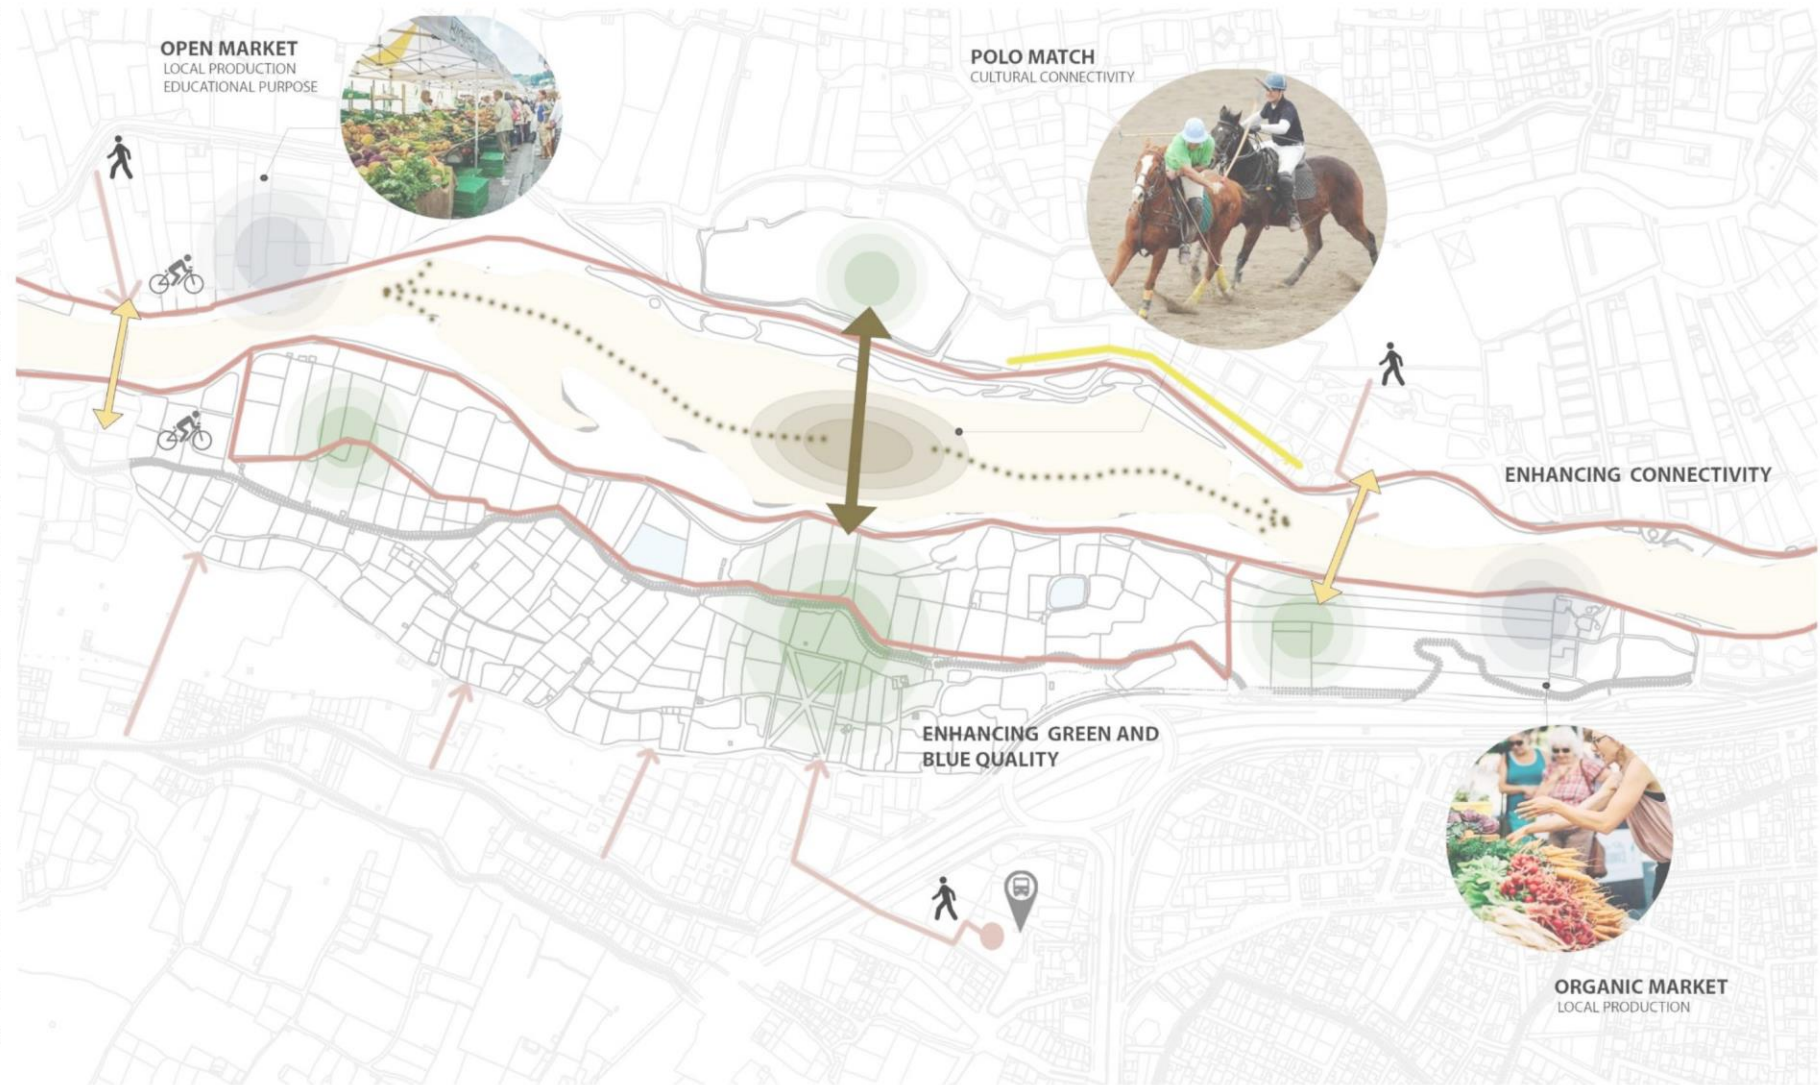 OPEN MARKET
LOCAL PRODUCTION
EDUCATIONAL PURPOSE
POLO MATCH
CULTURAL CONNECTIVITY
ENHANCING CONNECTIVITY
ENHANCING GREEN AND
BLUE QUALITY
ORGANIC MARKET
LOCAL PRODUCTION